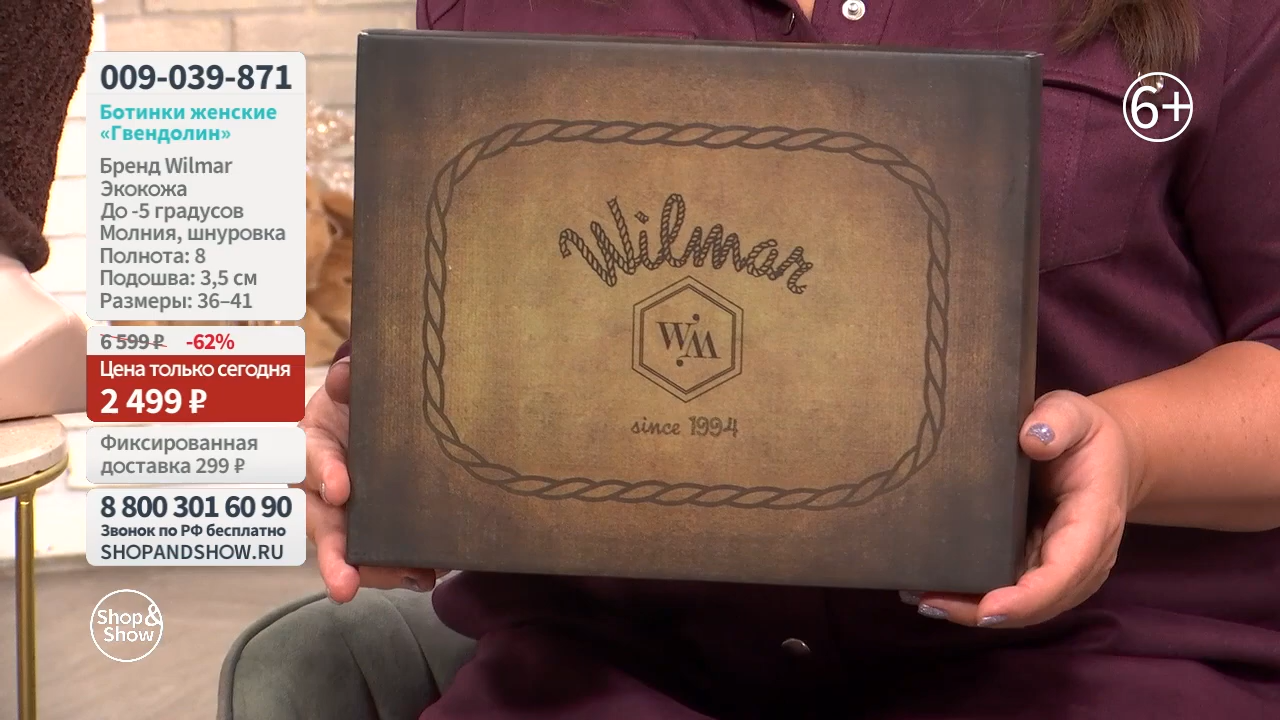 009-039-871
Ботинки женские
«Гвендолин»
Бренд Wilmar
Экокожа
До -5 градусов
Молния, шнуровка
Полнота: 8
Подошва: 3,5 см
Размеры: 36–41
6 599 ₽ -62%
Цена только сегодня
2 499 ₽
Фиксированная
доставка 299 ₽
8 800 301 60 90
Звонок по РФ бесплатно
SHOPANDSHOW.RU
Shop&
Show
Wilmar
WM
since 1994
6+